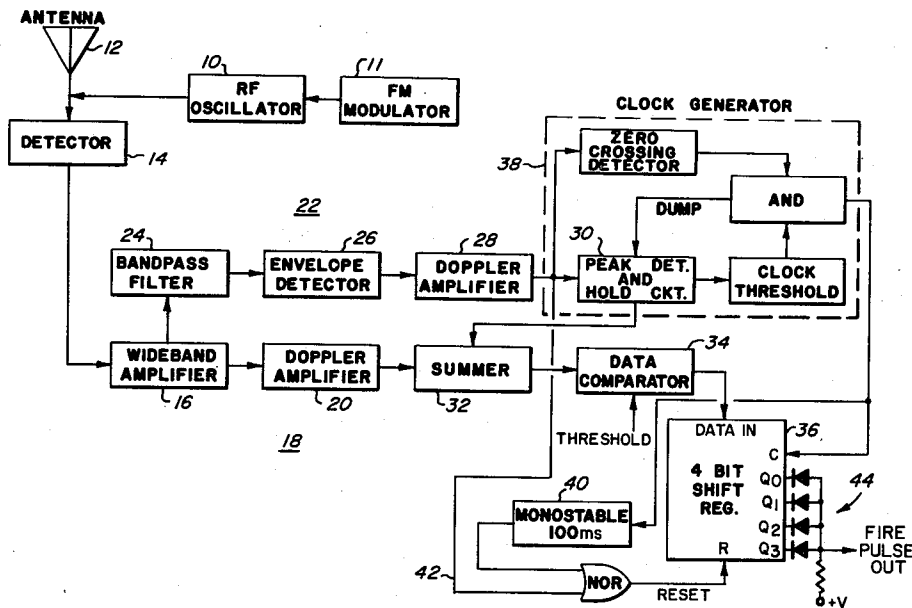 ANTENNA
12
10
RF
OSCILLATOR
11
FM
MODULATOR
DETECTOR
14
CLOCK GENERATOR
38
ZERO
CROSSING
DETECTOR
AND
DUMP
22
24
BANDPASS
FILTER
26
ENVELOPE
DETECTOR
28
DOPPLER
AMPLIFIER
30
PEAK DET.
AND
HOLD CKT.
CLOCK
THRESHOLD
WIDEBAND
AMPLIFIER
16
DOPPLER
AMPLIFIER
20
SUMMER
32
34
DATA
COMPARATOR
THRESHOLD
18
36
DATA IN
C
4 BIT
SHIFT
REG.
Q0
Q1
Q2
Q3
R
44
FIRE
PULSE
OUT
+V
40
MONOSTABLE
100ms
42
NOR
RESET